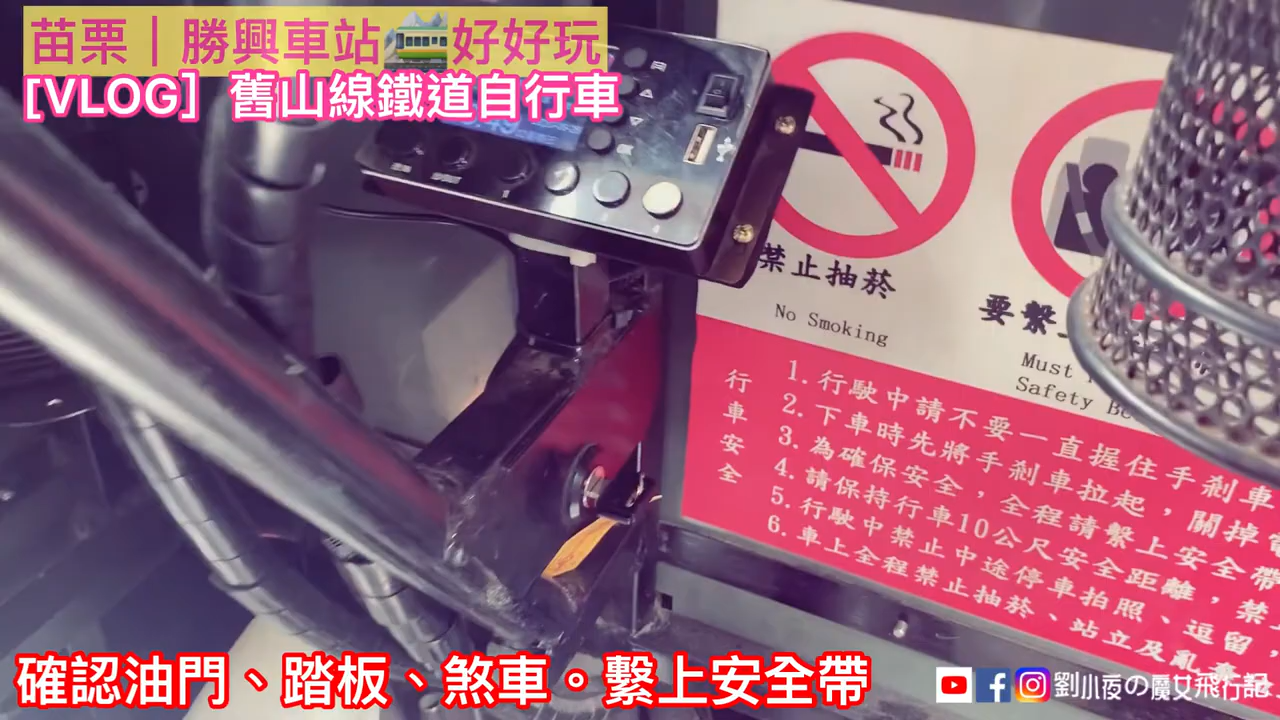 苗栗｜勝興車站🚞好好玩
[VLOG] 舊山線鐵道自行車
禁止抽菸
No Smoking
要繫
Must
Safety
行車安全
1. 行駛中請不要一直握住手剎車
2. 下車時先將手剎車拉起，關掉
3. 為確保安全，全程請繫上安全帶
4. 請保持行車10公尺安全距離，禁
5. 行駛中禁止中途停車拍照、逗留，
6. 車上全程禁止抽菸、站立及亂
確認油門、踏板、煞車。繫上安全帶
劉小夜の魔女飛行記